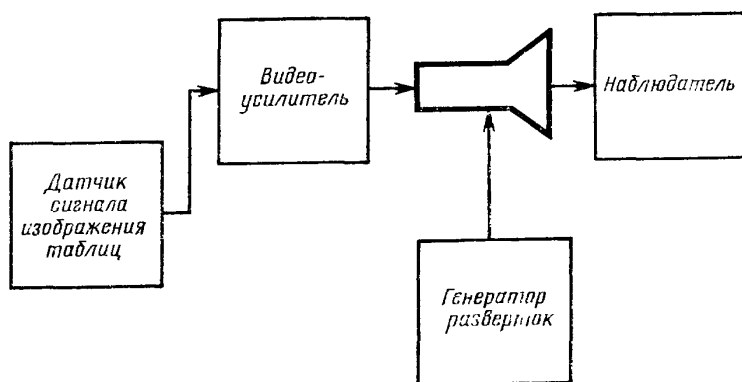 Видео-
усилитель
Наблюдатель
Датчик
сигнала
изображения
таблиц
Генератор
разверток